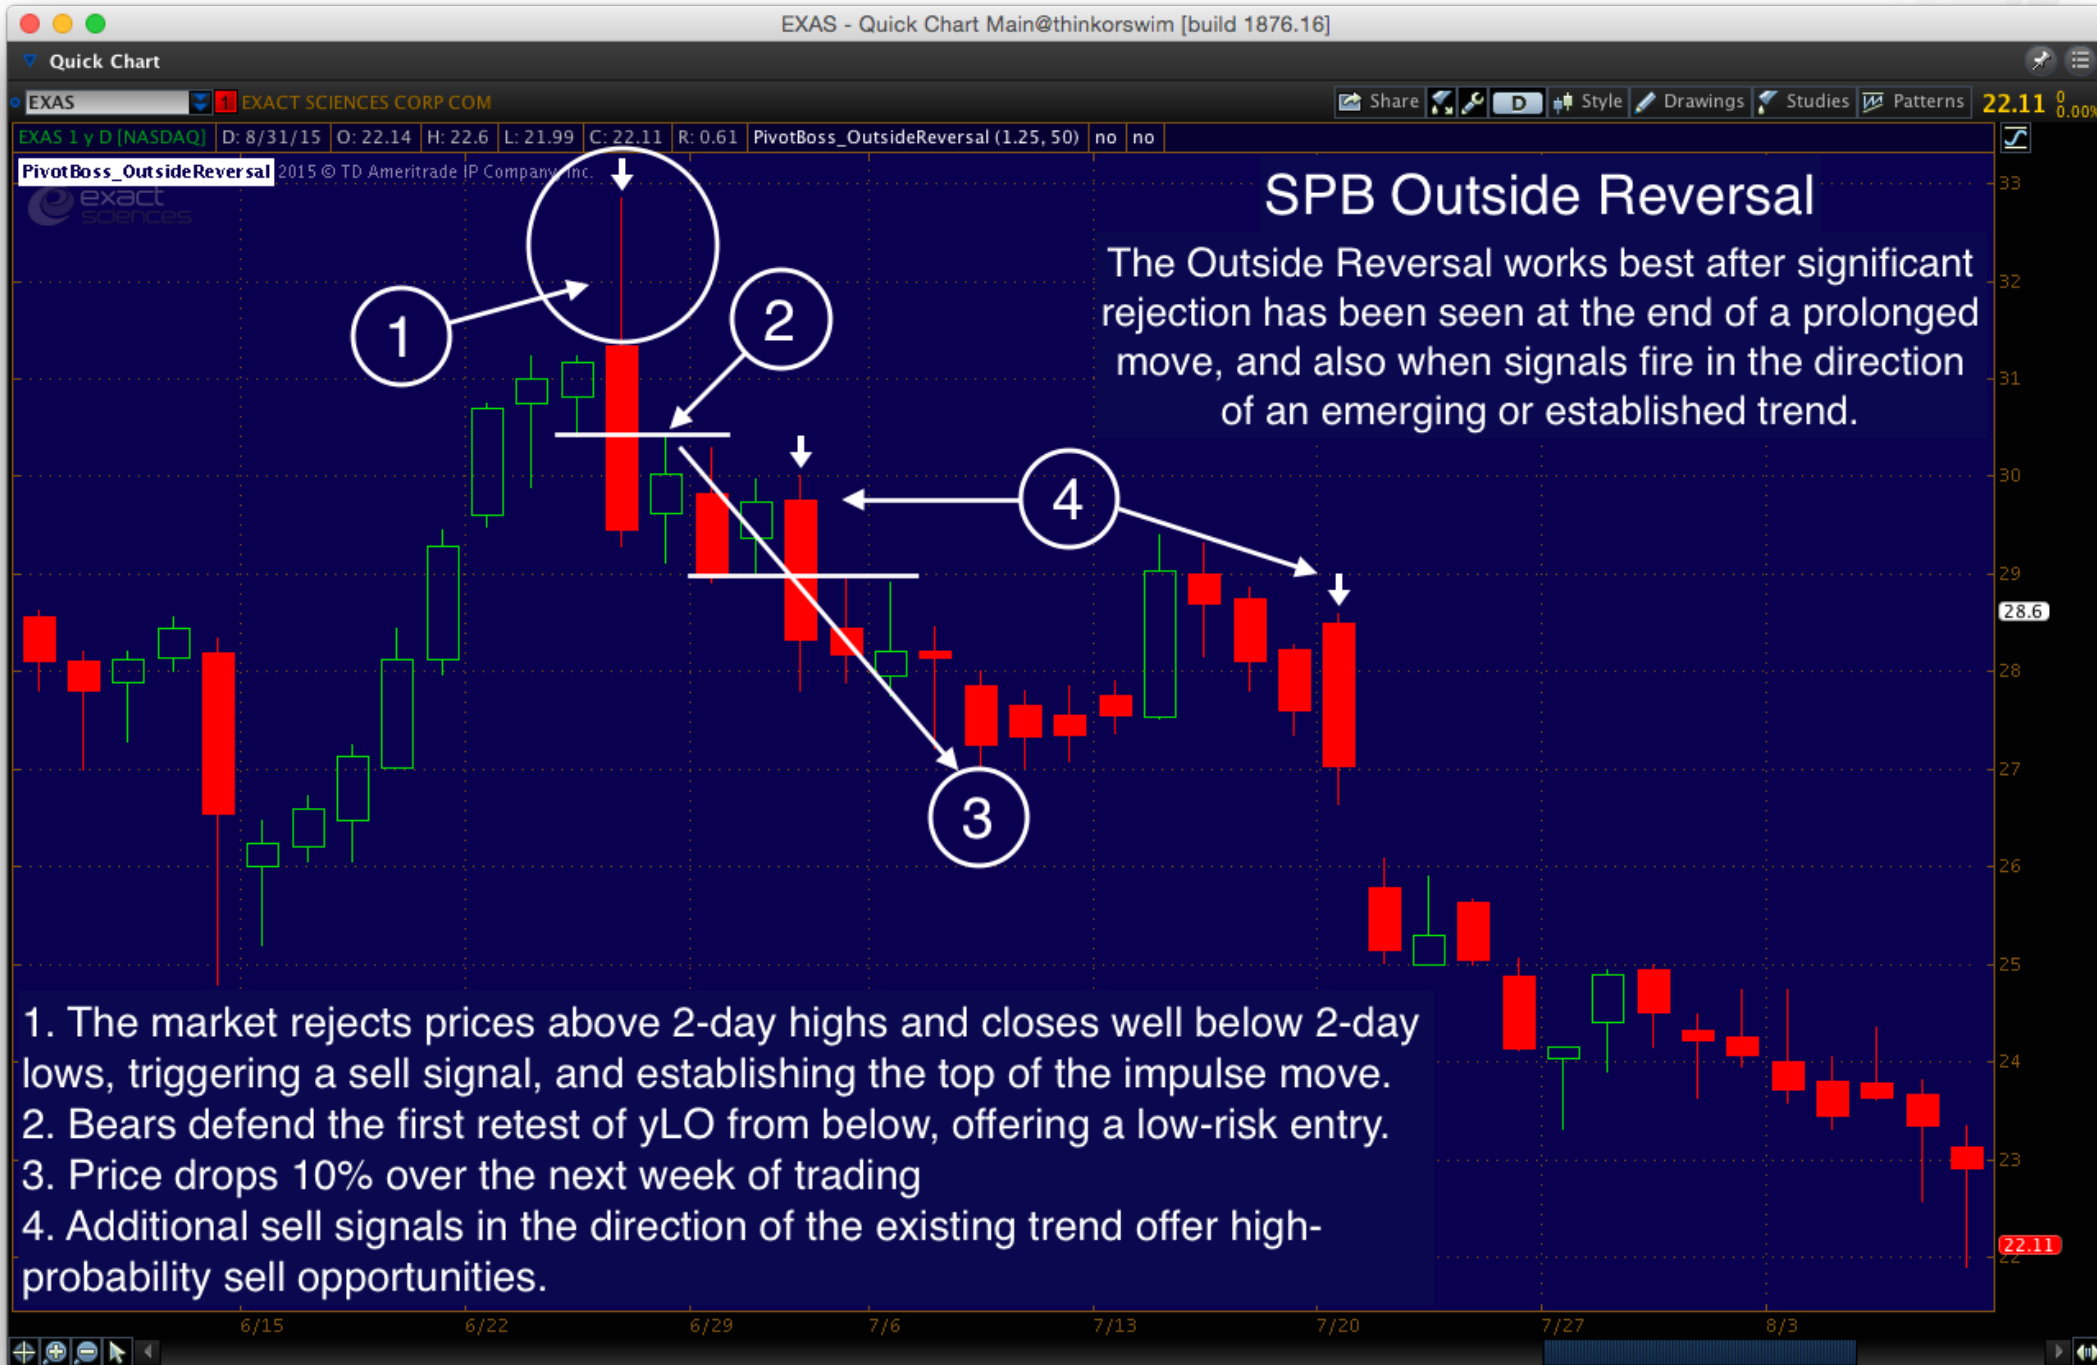 EXAS - Quick Chart Main@thinkorswim [build 1876.16]
Quick Chart
EXAS 1 EXACT SCIENCES CORP COM Share D Style Drawings Studies Patterns 22.11 0 0.00%
EXAS 1 y D [NASDAQ] D: 8/31/15 O: 22.14 H: 22.6 L: 21.99 C: 22.11 R: 0.61 PivotBoss_OutsideReversal (1.25, 50) no no
PivotBoss_OutsideReversal 2015 © TD Ameritrade IP Company, Inc.
exact
sciences
SPB Outside Reversal
The Outside Reversal works best after significant
rejection has been seen at the end of a prolonged
move, and also when signals fire in the direction
of an emerging or established trend.
1
2
4
3
33
32
31
30
29
28.6
28
27
26
25
24
23
22.11
22
1. The market rejects prices above 2-day highs and closes well below 2-day
lows, triggering a sell signal, and establishing the top of the impulse move.
2. Bears defend the first retest of yLO from below, offering a low-risk entry.
3. Price drops 10% over the next week of trading
4. Additional sell signals in the direction of the existing trend offer high-
probability sell opportunities.
6/15 6/22 6/29 7/6 7/13 7/20 7/27 8/3